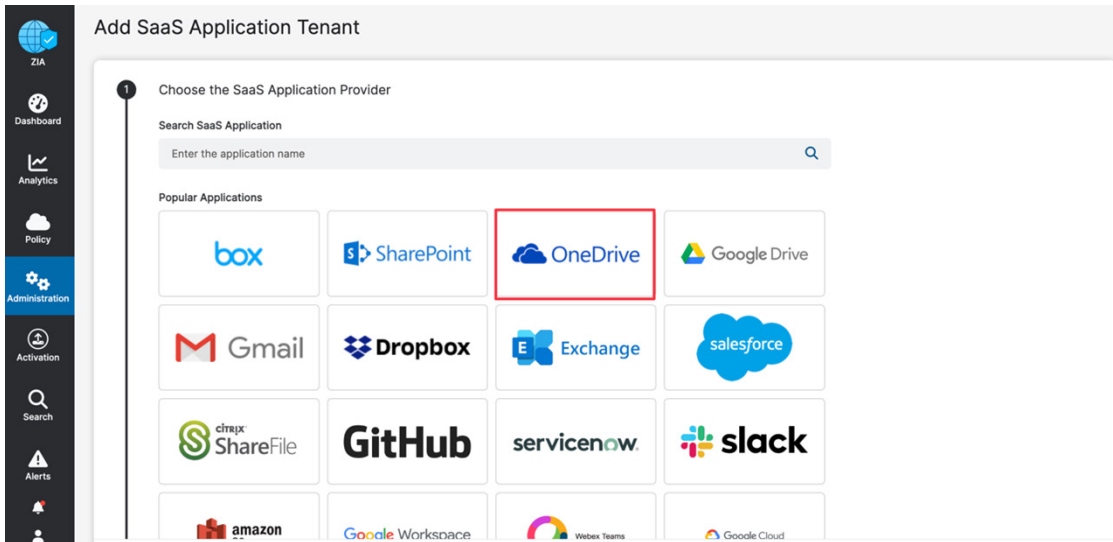 Add SaaS Application Tenant
ZIA
Dashboard
Analytics
Policy
Administration
Activation
Search
Alerts
1
Choose the SaaS Application Provider
Search SaaS Application
Enter the application name
Popular Applications
box
S SharePoint
OneDrive
Google Drive
Gmail
Dropbox
E Exchange
salesforce
CITRIX
ShareFile
GitHub
servicenow.
slack
amazon
Google Workspace
Webex Teams
Google Cloud